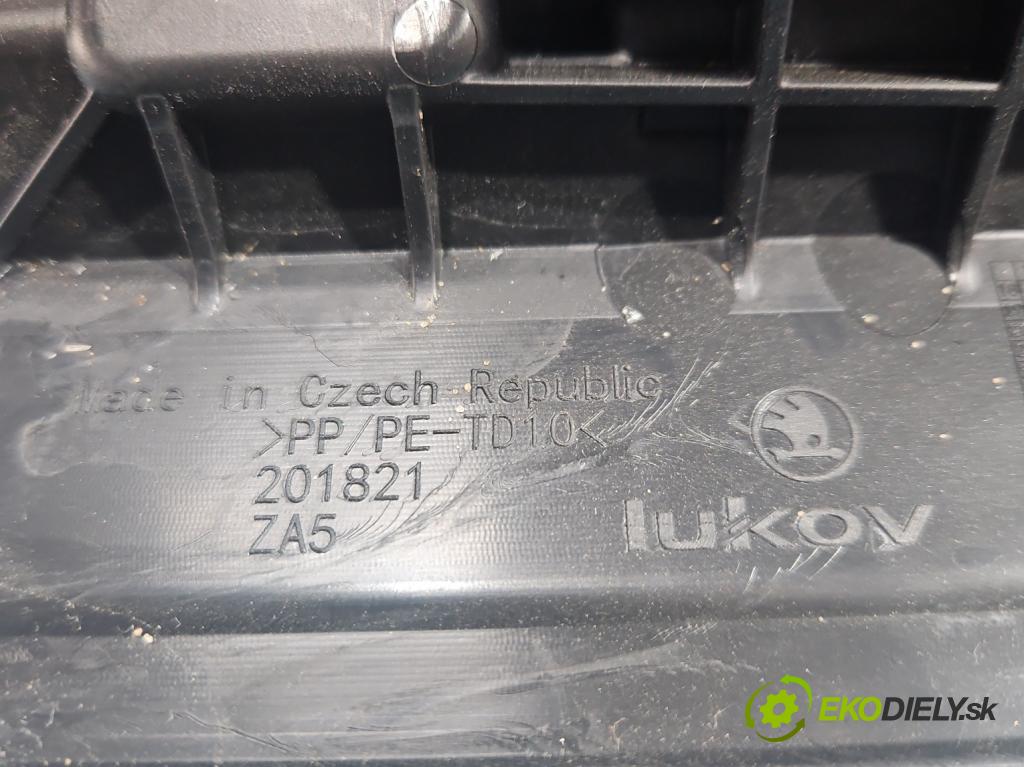 Made in Czech Republic
>PP/PE-TD10<
201821
ZA5
lukov
EKODIELY.sk